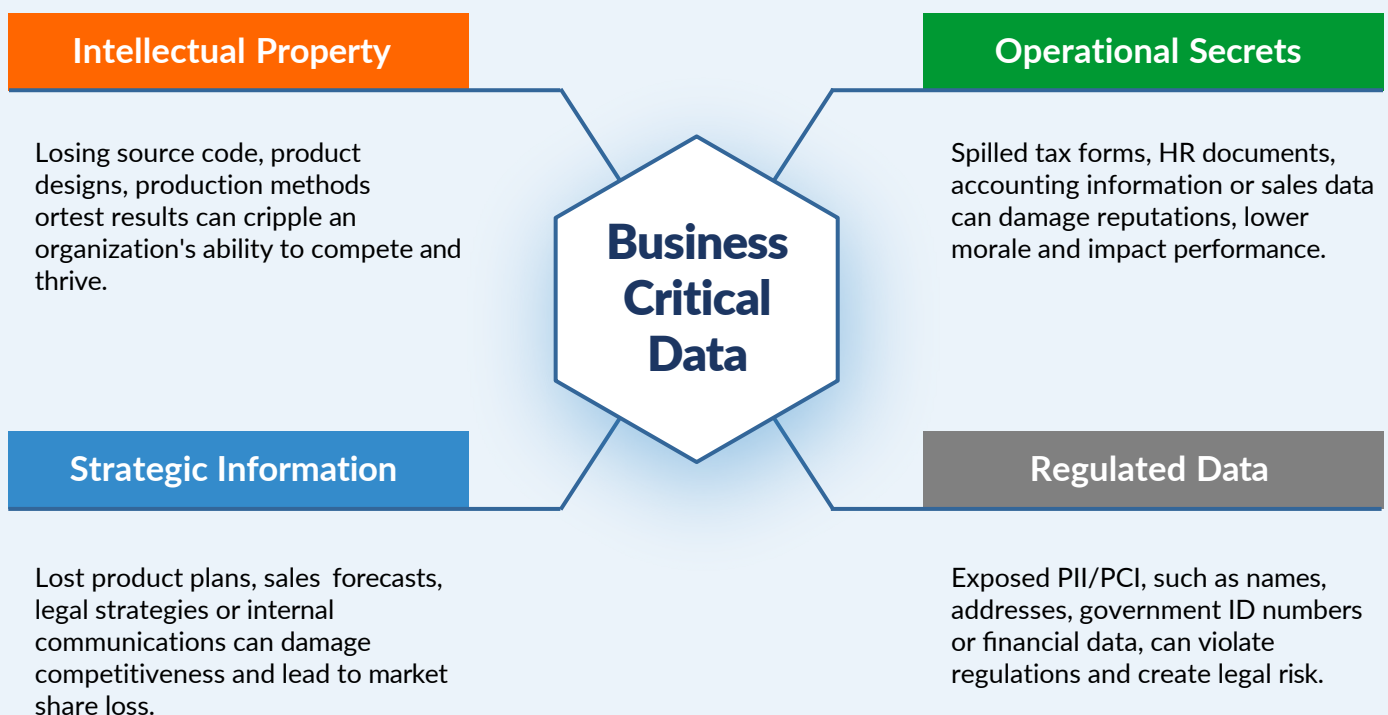 Intellectual Property
Losing source code, product
designs, production methods
ortest results can cripple an
organization's ability to compete and
thrive.
Operational Secrets
Spilled tax forms, HR documents,
accounting information or sales data
can damage reputations, lower
morale and impact performance.
Business
Critical
Data
Strategic Information
Lost product plans, sales  forecasts,
legal strategies or internal
communications can damage
competitiveness and lead to market
share loss.
Regulated Data
Exposed PII/PCI, such as names,
addresses, government ID numbers
or financial data, can violate
regulations and create legal risk.